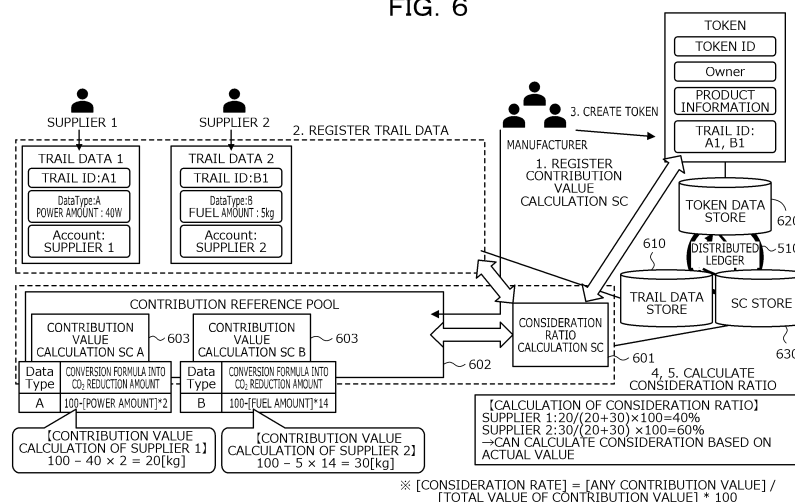 FIG. 6
TOKEN
TOKEN ID
Owner
PRODUCT
INFORMATION
TRAIL ID:
A1, B1
SUPPLIER 1
SUPPLIER 2
2. REGISTER TRAIL DATA
3. CREATE TOKEN
MANUFACTURER
1. REGISTER
CONTRIBUTION
VALUE
CALCULATION SC
TRAIL DATA 1
TRAIL ID:A1
DataType:A
POWER AMOUNT : 40W
Account:
SUPPLIER 1
TRAIL DATA 2
TRAIL ID:B1
DataType:B
FUEL AMOUNT : 5kg
Account:
SUPPLIER 2
TOKEN DATA
STORE
620
DISTRIBUTED
LEDGER
510
610
TRAIL DATA
STORE
SC STORE
630
CONTRIBUTION REFERENCE POOL
CONTRIBUTION
VALUE
CALCULATION SC A
603
CONTRIBUTION
VALUE
CALCULATION SC B
603
CONSIDERATION
RATIO
CALCULATION SC
601
602
Data
Type
CONVERSION FORMULA INTO
CO₂ REDUCTION AMOUNT
A
100-[POWER AMOUNT]*2
Data
Type
CONVERSION FORMULA INTO
CO₂ REDUCTION AMOUNT
B
100-[FUEL AMOUNT]*14
【CONTRIBUTION VALUE
CALCULATION OF SUPPLIER 1】
100 – 40 × 2 = 20[kg]
【CONTRIBUTION VALUE
CALCULATION OF SUPPLIER 2】
100 – 5 × 14 = 30[kg]
4, 5. CALCULATE
CONSIDERATION RATIO
【CALCULATION OF CONSIDERATION RATIO】
SUPPLIER 1:20/(20+30)×100=40%
SUPPLIER 2:30/(20+30) ×100=60%
→CAN CALCULATE CONSIDERATION BASED ON
ACTUAL VALUE
※ [CONSIDERATION RATE] = [ANY CONTRIBUTION VALUE] /
[TOTAL VALUE OF CONTRIBUTION VALUE] * 100